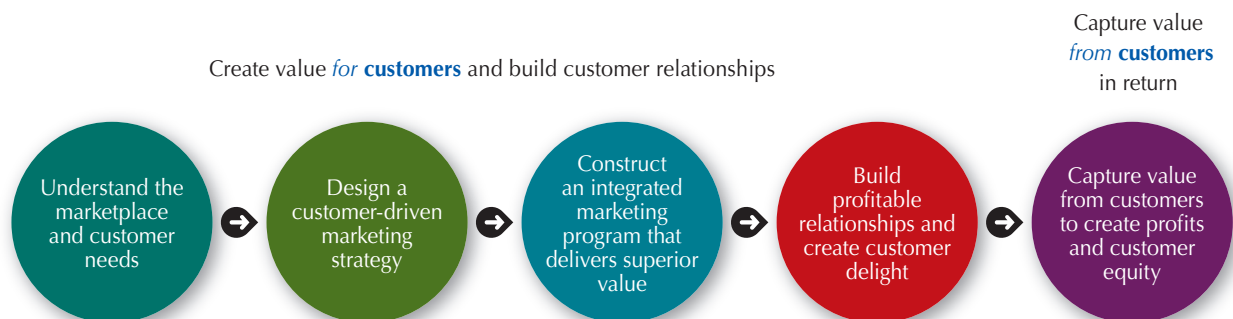 Create value for customers and build customer relationships
Capture value
from customers
in return
Understand the
marketplace
and customer
needs
Design a
customer-driven
marketing
strategy
Construct
an integrated
marketing
program that
delivers superior
value
Build
profitable
relationships and
create customer
delight
Capture value
from customers
to create profits
and customer
equity